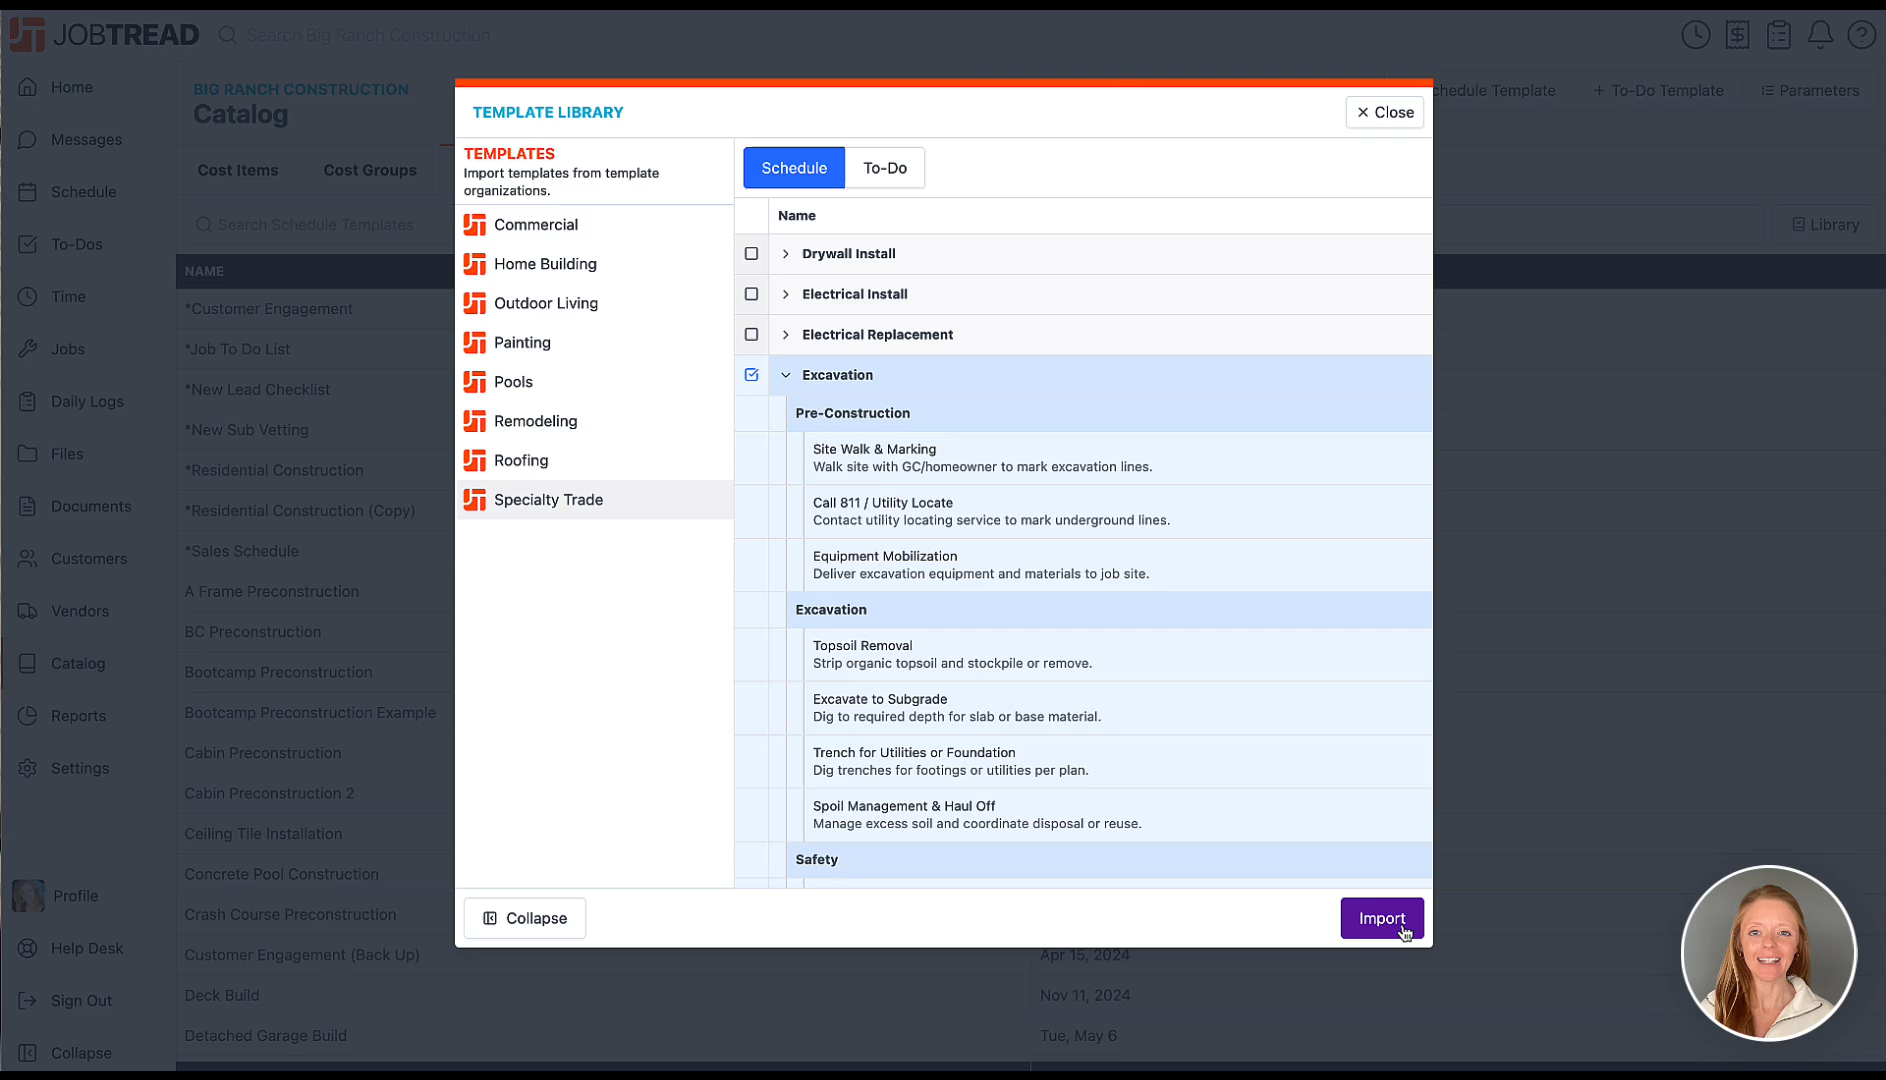 JOBTREAD
Search Big Ranch Construction
Home
Messages
Schedule
To-Dos
Time
Jobs
Daily Logs
Files
Documents
Customers
Vendors
Catalog
Reports
Settings
Profile
Help Desk
Sign Out
Collapse
BIG RANCH CONSTRUCTION
Catalog
chedule Template
+ To-Do Template
Parameters
Cost Items
Cost Groups
Search Schedule Templates
Library
NAME
*Customer Engagement
*Job To Do List
*New Lead Checklist
*New Sub Vetting
*Residential Construction
*Residential Construction (Copy)
*Sales Schedule
A Frame Preconstruction
BC Preconstruction
Bootcamp Preconstruction
Bootcamp Preconstruction Example
Cabin Preconstruction
Cabin Preconstruction 2
Ceiling Tile Installation
Concrete Pool Construction
Crash Course Preconstruction
Customer Engagement (Back Up)
Apr 15, 2024
Deck Build
Nov 11, 2024
Detached Garage Build
Tue, May 6
TEMPLATE LIBRARY
Close
TEMPLATES
Import templates from template
organizations.
Commercial
Home Building
Outdoor Living
Painting
Pools
Remodeling
Roofing
Specialty Trade
Schedule
To-Do
Name
Drywall Install
Electrical Install
Electrical Replacement
Excavation
Pre-Construction
Site Walk & Marking
Walk site with GC/homeowner to mark excavation lines.
Call 811 / Utility Locate
Contact utility locating service to mark underground lines.
Equipment Mobilization
Deliver excavation equipment and materials to job site.
Excavation
Topsoil Removal
Strip organic topsoil and stockpile or remove.
Excavate to Subgrade
Dig to required depth for slab or base material.
Trench for Utilities or Foundation
Dig trenches for footings or utilities per plan.
Spoil Management & Haul Off
Manage excess soil and coordinate disposal or reuse.
Safety
Collapse
Import